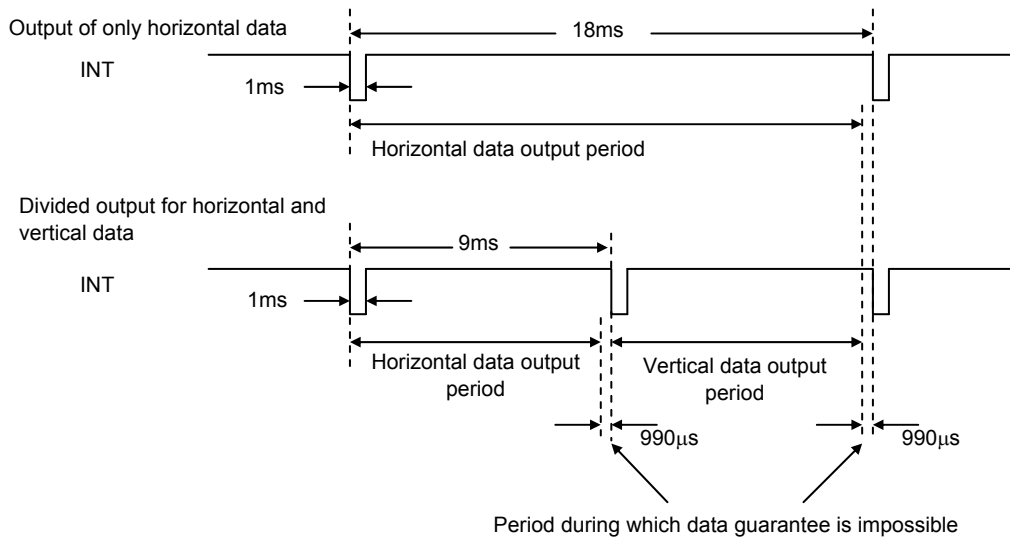 Output of only horizontal data
18ms
INT
1ms
Horizontal data output period
Divided output for horizontal and
vertical data
9ms
INT
1ms
Horizontal data output
period
Vertical data output
period
990μs
990μs
Period during which data guarantee is impossible